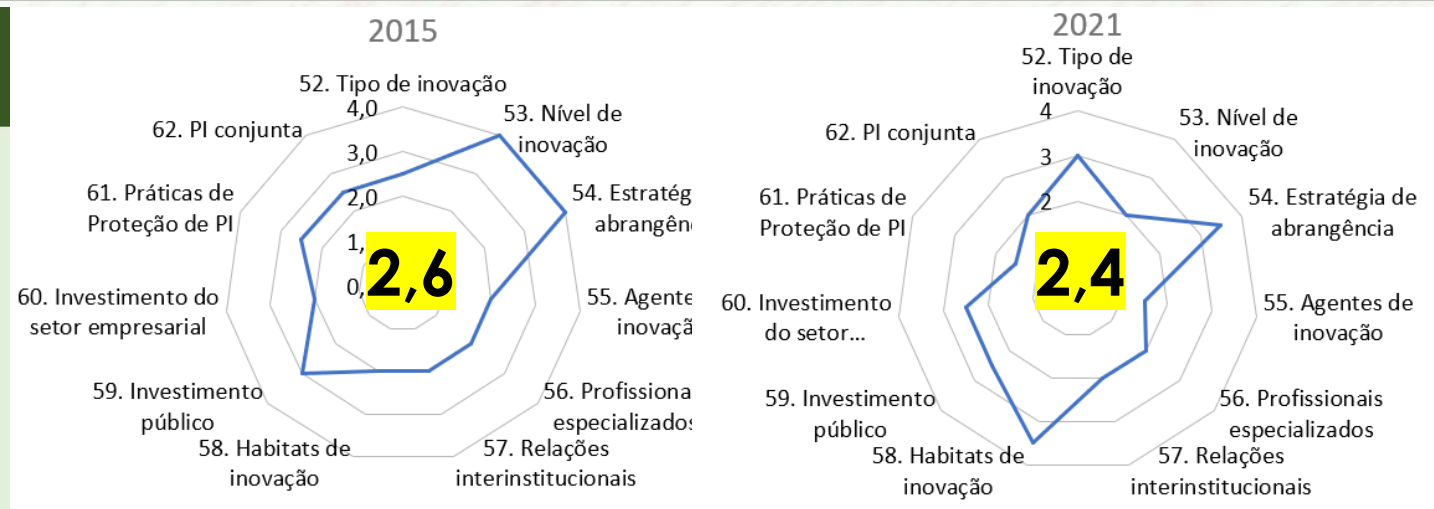 2015
52. Tipo de inovação
4,0
53. Nível de
inovação
62. PI conjunta
3,0
61. Práticas de
Proteção de PI
2,0
54. Estratég
abrangên
1,
2,6
0,
60. Investimento do
setor empresarial
55. Agente
inovaçã
59. Investimento
público
56. Profissiona
especializados
58. Habitats de
inovação
57. Relações
interinstitucionais
2021
52. Tipo de
inovação
4
53. Nível de
inovação
62. PI conjunta
3
61. Práticas de
Proteção de PI
2
54. Estratégia de
abrangência
2,4
60. Investimento
do setor...
55. Agentes de
inovação
59. Investimento
público
56. Profissionais
especializados
58. Habitats de
inovação
57. Relações
interinstitucionais